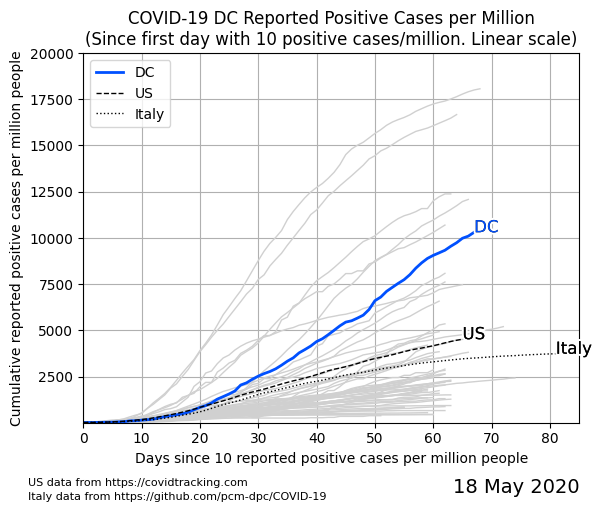 COVID-19 DC Reported Positive Cases per Million
(Since first day with 10 positive cases/million. Linear scale)
Cumulative reported positive cases per million people
20000
17500
15000
12500
10000
7500
5000
2500
DC
US
Italy
DC
US
Italy
0 10 20 30 40 50 60 70 80
Days since 10 reported positive cases per million people
US data from https://covidtracking.com
Italy data from https://github.com/pcm-dpc/COVID-19
18 May 2020